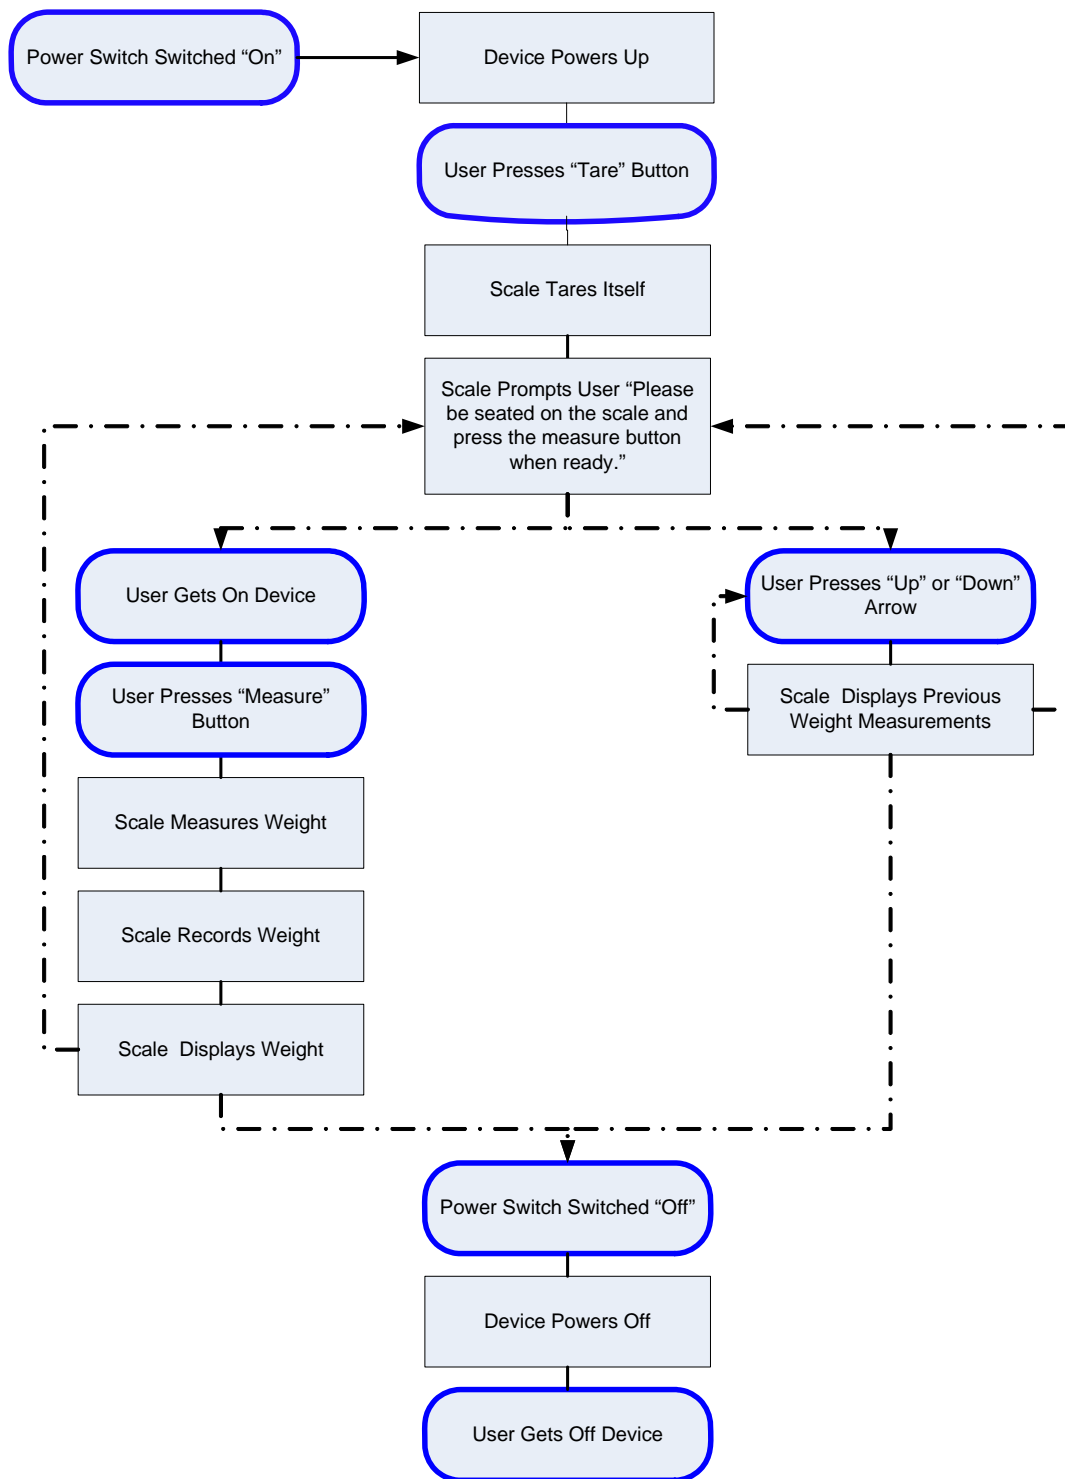 Power Switch Switched “On”
Device Powers Up
User Presses “Tare” Button
Scale Tares Itself
Scale Prompts User “Please
be seated on the scale and
press the measure button
when ready.”
User Gets On Device
User Presses “Up” or “Down”
Arrow
User Presses “Measure”
Button
Scale  Displays Previous
Weight Measurements
Scale Measures Weight
Scale Records Weight
Scale  Displays Weight
Power Switch Switched “Off”
Device Powers Off
User Gets Off Device